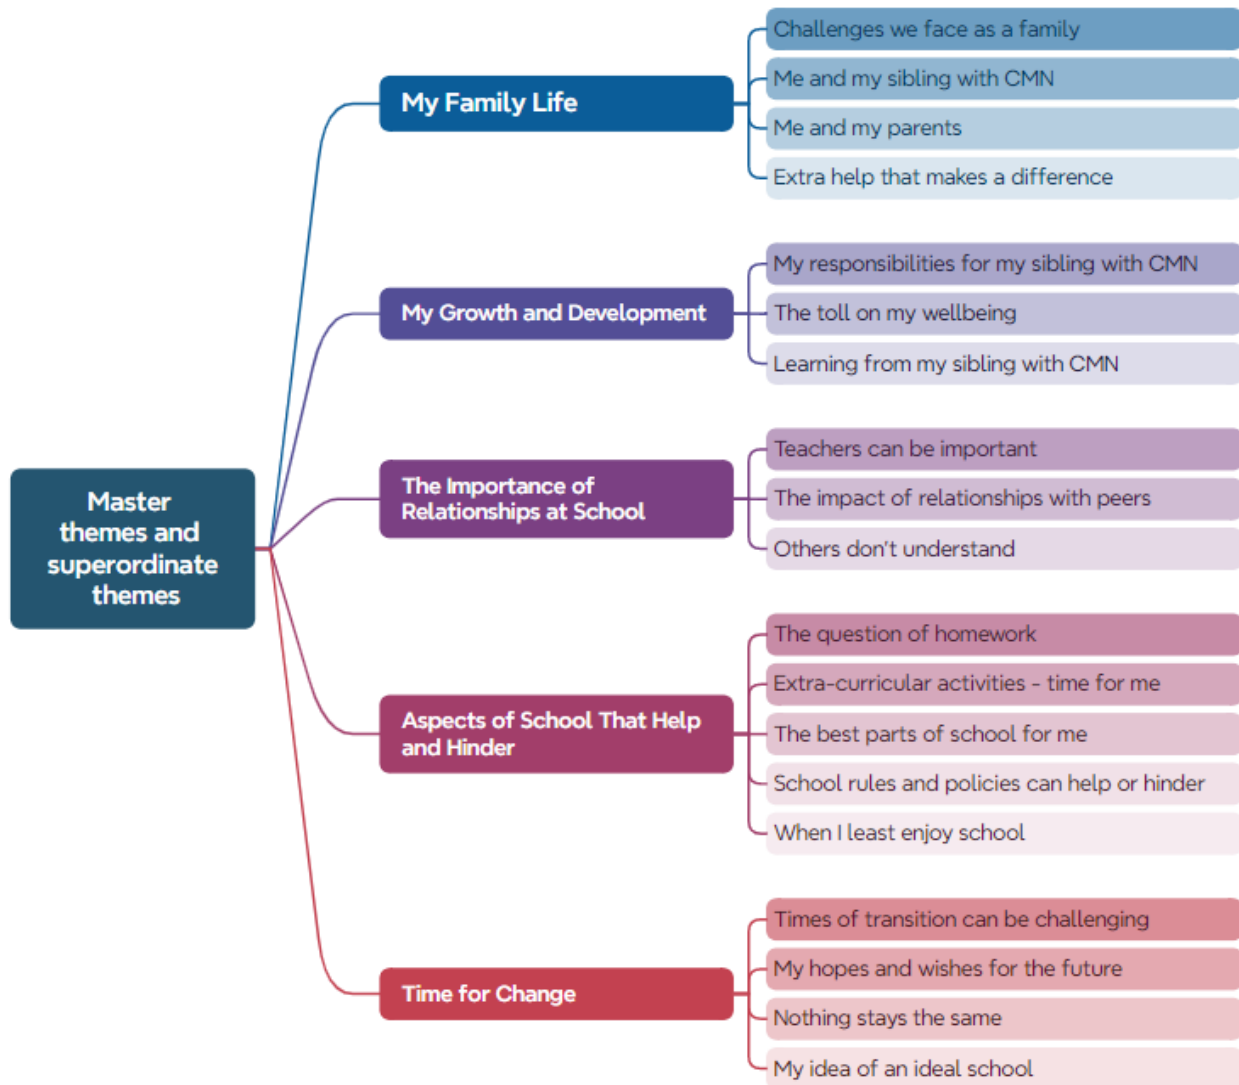 Master
themes and
superordinate
themes
My Family Life
Challenges we face as a family
Me and my sibling with CMN
Me and my parents
Extra help that makes a difference
My Growth and Development
My responsibilities for my sibling with CMN
The toll on my wellbeing
Learning from my sibling with CMN
The Importance of
Relationships at School
Teachers can be important
The impact of relationships with peers
Others don't understand
Aspects of School That Help
and Hinder
The question of homework
Extra-curricular activities - time for me
The best parts of school for me
School rules and policies can help or hinder
When I least enjoy school
Time for Change
Times of transition can be challenging
My hopes and wishes for the future
Nothing stays the same
My idea of an ideal school